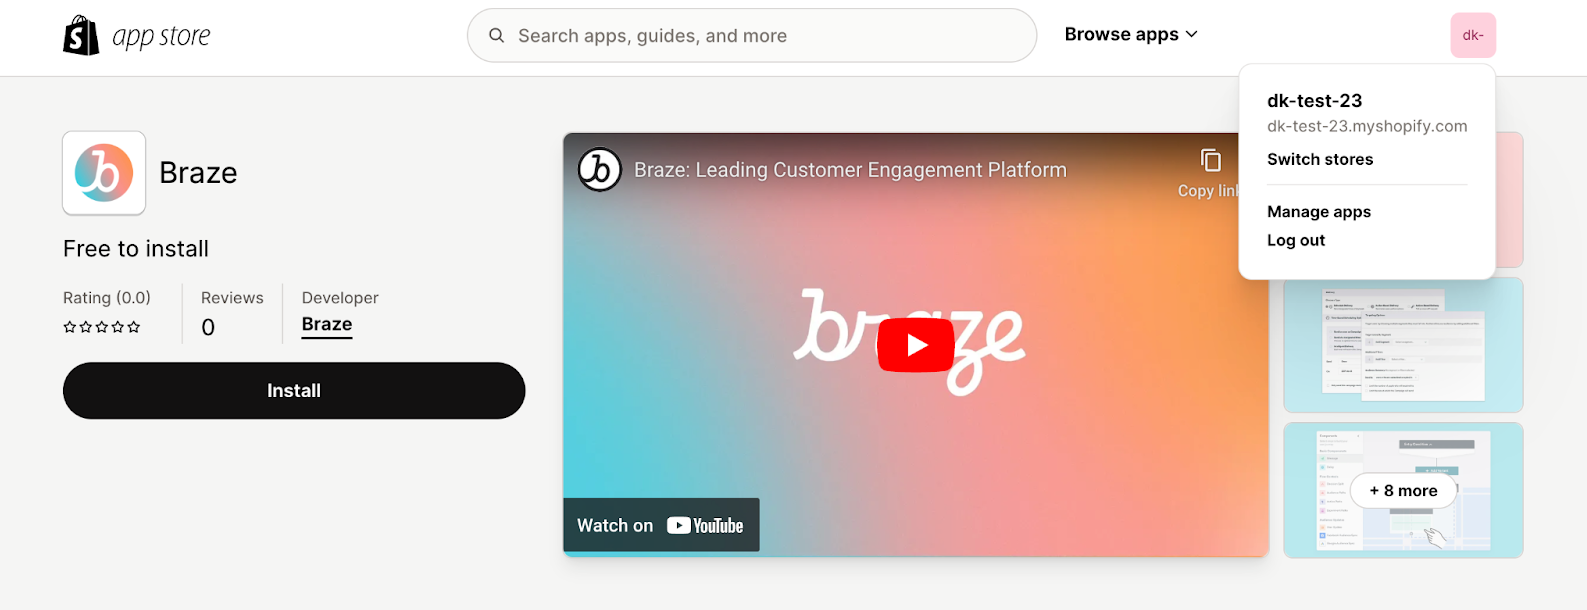 app store
Search apps, guides, and more
Browse apps
dk-
dk-test-23
dk-test-23.myshopify.com
Switch stores
Manage apps
Log out
Braze
Free to install
Rating (0.0)
Reviews
0
Developer
Braze
Install
Braze: Leading Customer Engagement Platform
Copy link
braze
Watch on YouTube
+ 8 more